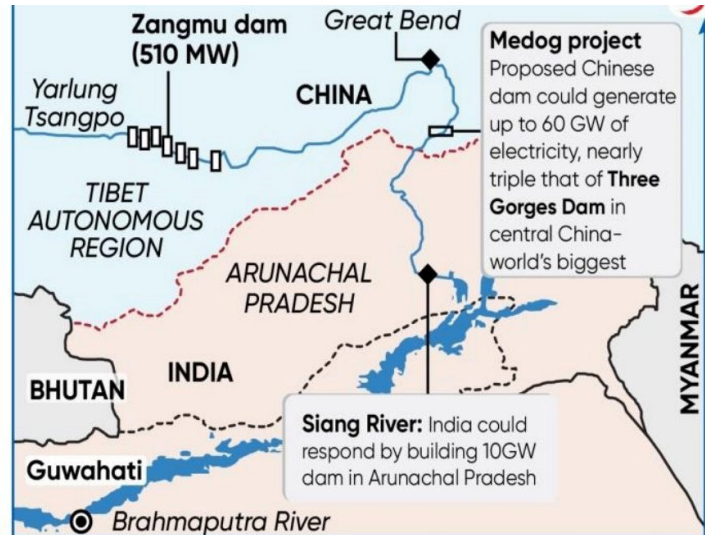 Zangmu dam
(510 MW)
Great Bend
Yarlung
Tsangpo
CHINA
Medog project
Proposed Chinese
dam could generate
up to 60 GW of
electricity, nearly
triple that of Three
Gorges Dam in
central China-
world's biggest
TIBET
AUTONOMOUS
REGION
ARUNACHAL
PRADESH
INDIA
BHUTAN
MYANMAR
Siang River: India could
respond by building 10GW
dam in Arunachal Pradesh
Guwahati
Brahmaputra River